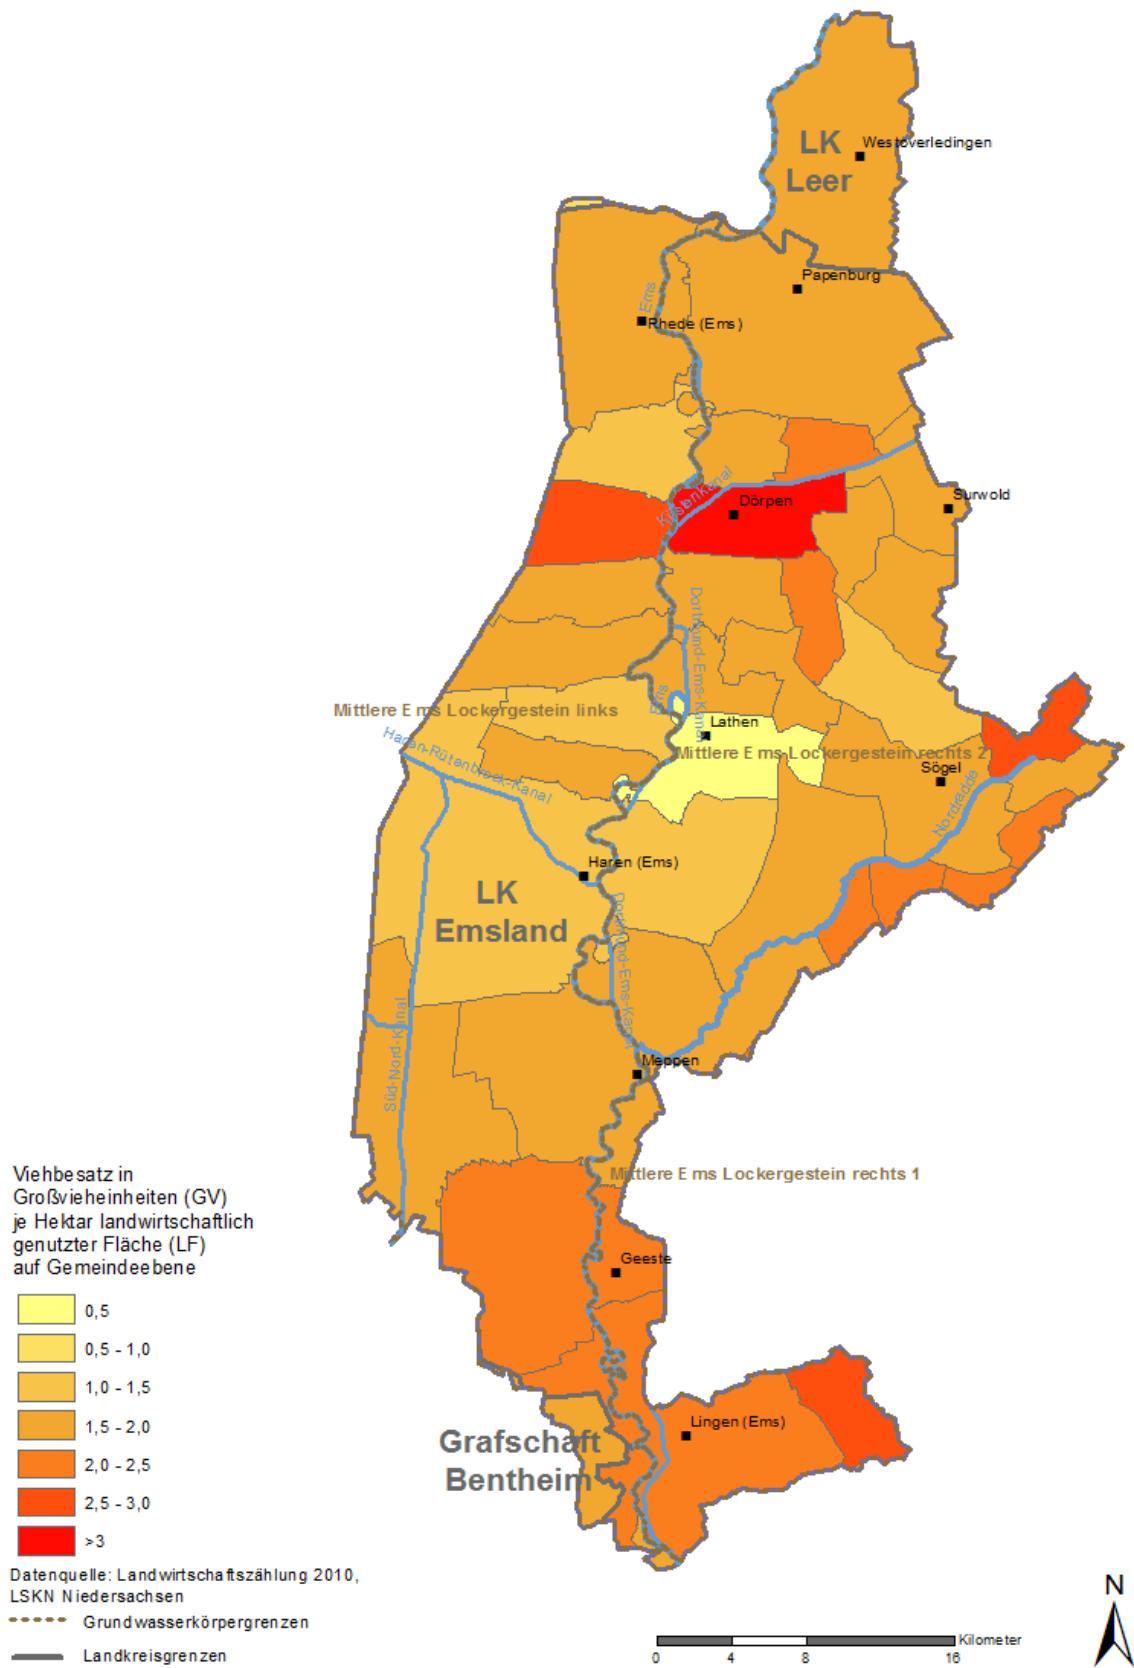 LK
Leer
Westoverledingen
Papenburg
Ems
Rhede (Ems)
Küstenkanal
Dörpen
Surwold
Dortmund-Ems-Kanal
Ems
Mittlere Ems Lockergestein links
Lathen
Mittlere Ems Lockergestein rechts 2
Haren-Rütenbrock-Kanal
Sögel
Nordradde
Haren (Ems)
LK
Emsland
Dortmund-Ems-Kanal
Süd-Nord-Kanal
Meppen
Mittlere Ems Lockergestein rechts 1
Geeste
Lingen (Ems)
Grafschaft
Bentheim
Viehbesatz in
Großvieheinheiten (GV)
je Hektar landwirtschaftlich
genutzter Fläche (LF)
auf Gemeindeebene
0,5
0,5 - 1,0
1,0 - 1,5
1,5 - 2,0
2,0 - 2,5
2,5 - 3,0
>3
Datenquelle: Landwirtschaftszählung 2010,
LSKN Niedersachsen
Grundwasserkörpergrenzen
Landkreisgrenzen
N
Kilometer
0 4 8 16